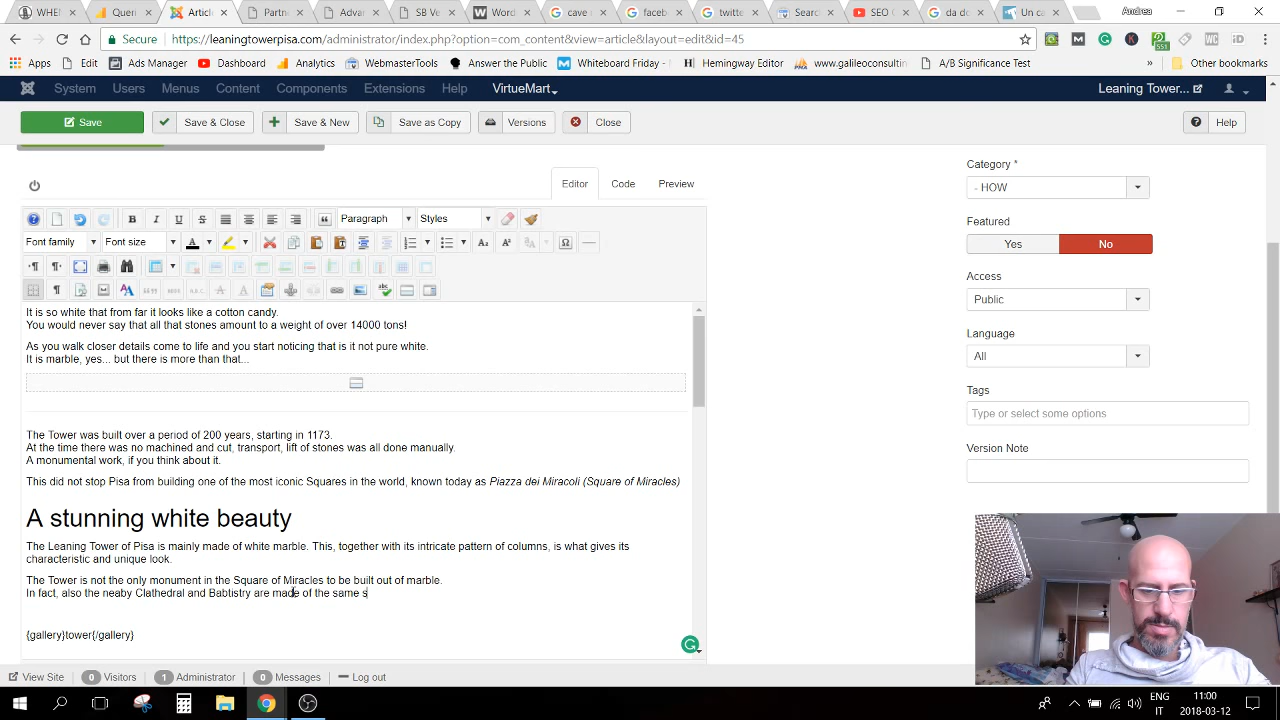 WHEN
Queri
Articl
Partn
Advar
SB Vo
Word
cave
faceb
twitte
Searc
SEO
da do
Un ca
Andrea
Secure
https://leaningtowerpisa.com/administrator/index.php?option=com_content&view=article&layout=edit&id=45
Apps
Edit
Ads Manager
Dashboard
Analytics
WebmasterTools
Answer the Public
Whiteboard Friday -
Hemingway Editor
www.galileoconsultin
A/B Significance Test
»
Other bookmarks
System
Users
Menus
Content
Components
Extensions
Help
VirtueMart
Leaning Tower...
Save
Save & Close
Save & New
Save as Copy
Versions
Close
Help
Editor
Code
Preview
Paragraph
Styles
Font family
Font size
It is so white that from far it looks like a cotton candy.
You would never say that all that stones amount to a weight of over 14000 tons!
As you walk closer details come to life and you start noticing that is it not pure white.
It is marble, yes... but there is more than that...
The Tower was built over a period of 200 years, starting in 1173.
At the time there was no machined and cut, transport, lift of stones was all done manually.
A monumental work, if you think about it.
This did not stop Pisa from building one of the most iconic Squares in the world, known today as Piazza dei Miracoli (Square of Miracles)
A stunning white beauty
The Leaning Tower of Pisa is mainly made of white marble. This, together with its intricate pattern of columns, is what gives its
characteristic and unique look.
The Tower is not the only monument in the Square of Miracles to be built out of marble.
In fact, also the neaby Clathedral and Babtistry are made of the same s
{gallery}tower{/gallery}
Category *
- HOW
Featured
Yes
No
Access
Public
Language
All
Tags
Type or select some options
Version Note
View Site
0 Visitors
1 Administrator
0 Messages
Log out
ENG
IT
11:00
2018-03-12